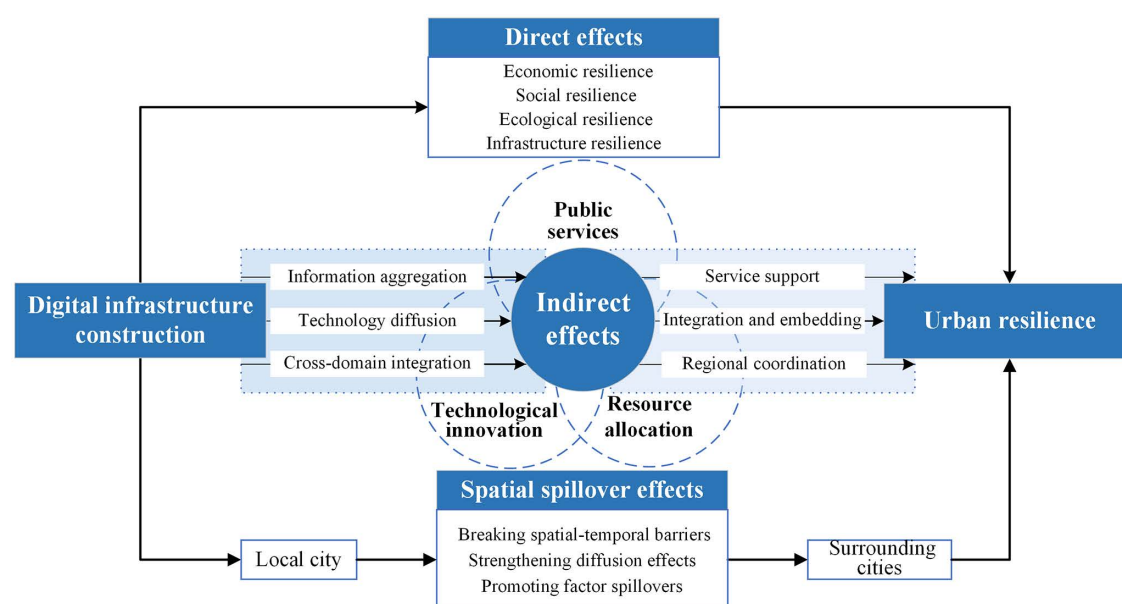 Direct effects
Economic resilience
Social resilience
Ecological resilience
Infrastructure resilience
Public
services
Information aggregation
Service support
Digital infrastructure
construction
Technology diffusion
Indirect
effects
Integration and embedding
Urban resilience
Cross-domain integration
Regional coordination
Technological
innovation
Resource
allocation
Spatial spillover effects
Breaking spatial-temporal barriers
Strengthening diffusion effects
Promoting factor spillovers
Local city
Surrounding
cities